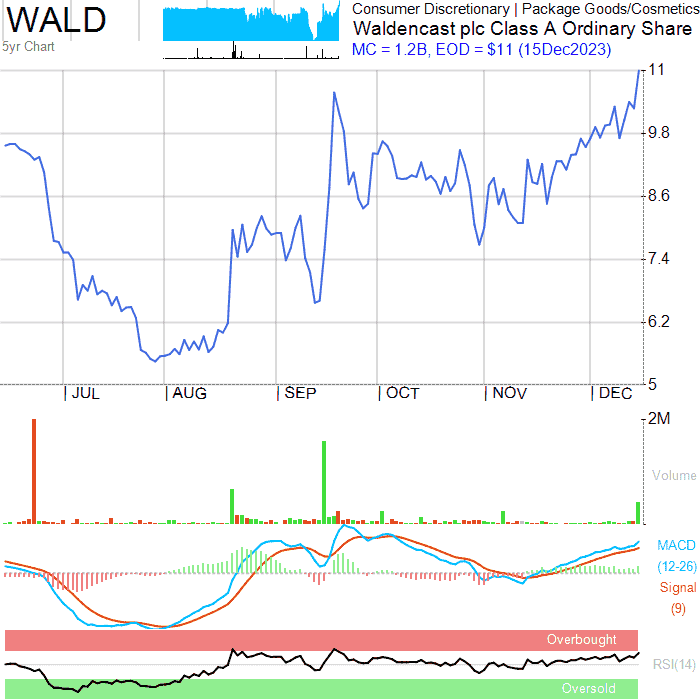 WALD
5yr Chart
Consumer Discretionary | Package Goods/Cosmetics
Waldencast plc Class A Ordinary Share
MC = 1.2B, EOD = $11 (15Dec2023)
11
9.8
8.6
7.4
6.2
5
| JUL | AUG | SEP | OCT | NOV | DEC
2M
Volume
MACD
(12-26)
Signal
(9)
Overbought
RSI(14)
Oversold